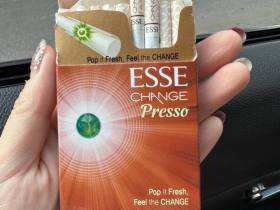 Pop it Fresh, Feel the CHANGE
ESSE
CHANGE
Presso
Pop it Fresh,
Feel the CHANGE